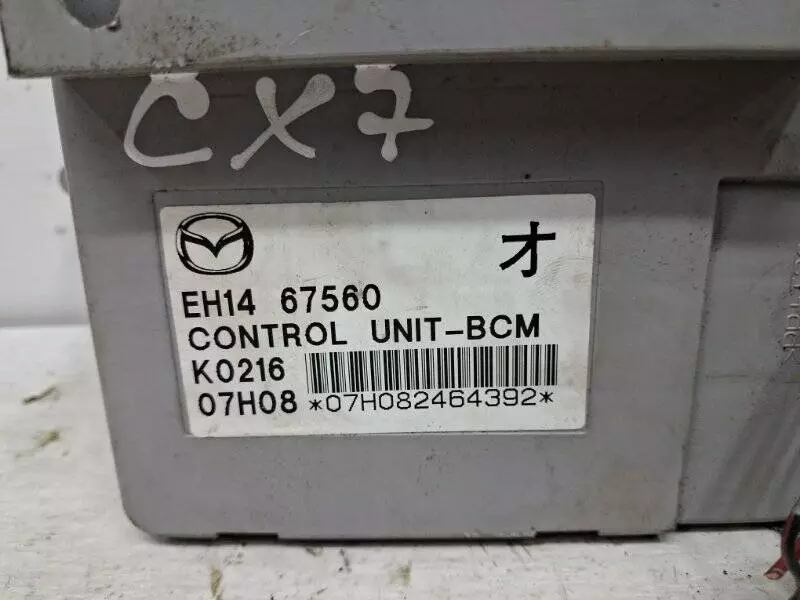 CX7
オ
EH14 67560
CONTROL UNIT-BCM
K0216
07H08 *07H082464392*